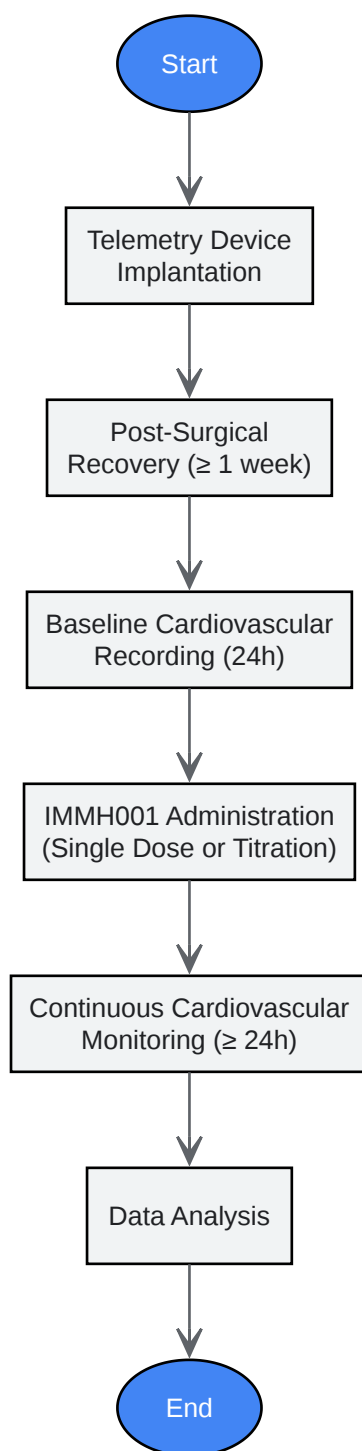 Start
Telemetry Device
Implantation
Post-Surgical
Recovery (≥ 1 week)
Baseline Cardiovascular
Recording (24h)
IMMH001 Administration
(Single Dose or Titration)
Continuous Cardiovascular
Monitoring (≥ 24h)
Data Analysis
End